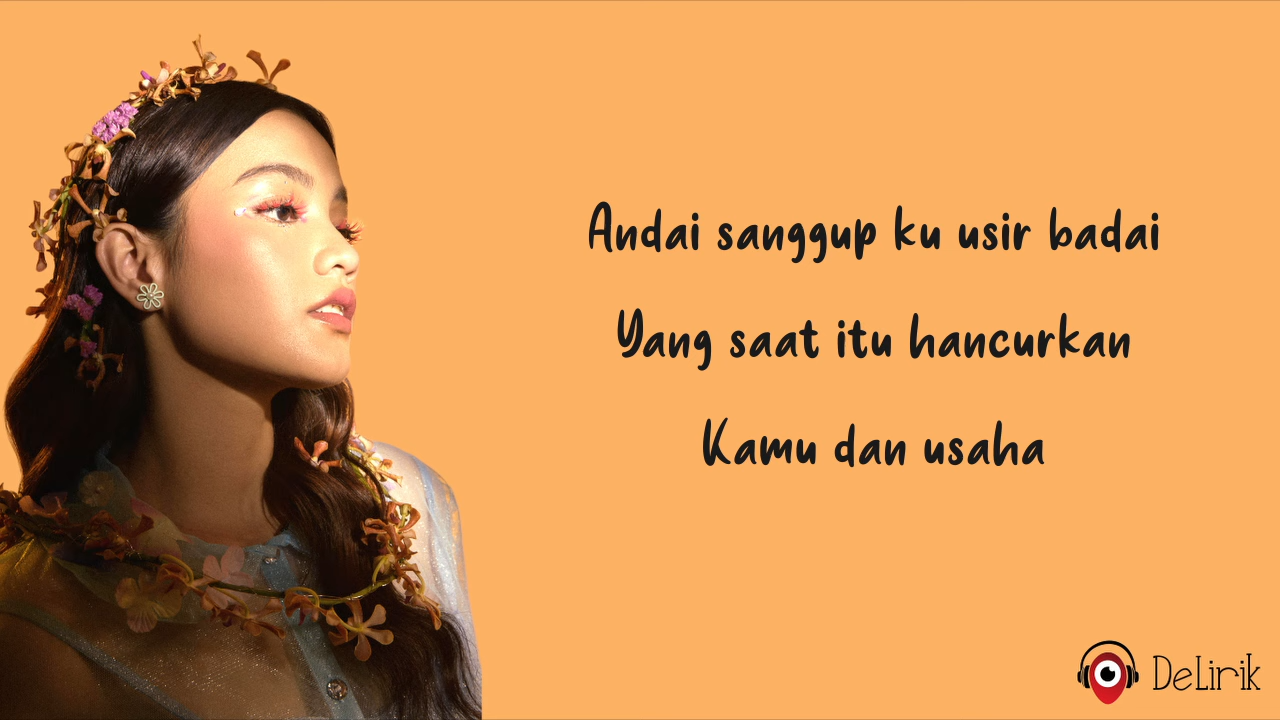 Andai sanggup ku usir badai
Yang saat itu hancurkan
Kamu dan usaha
DeLirik